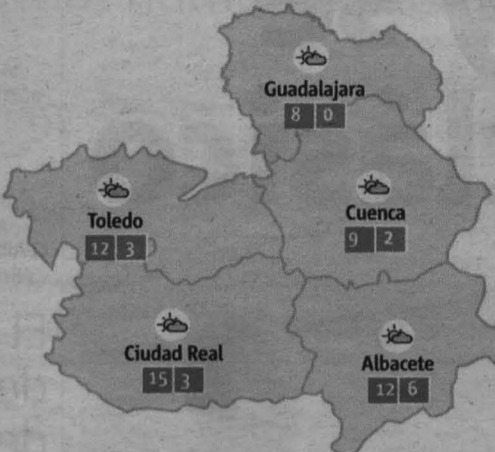 Guadalajara
8 0
Toledo
12 3
Cuenca
9 2
Ciudad Real
15 3
Albacete
12 6